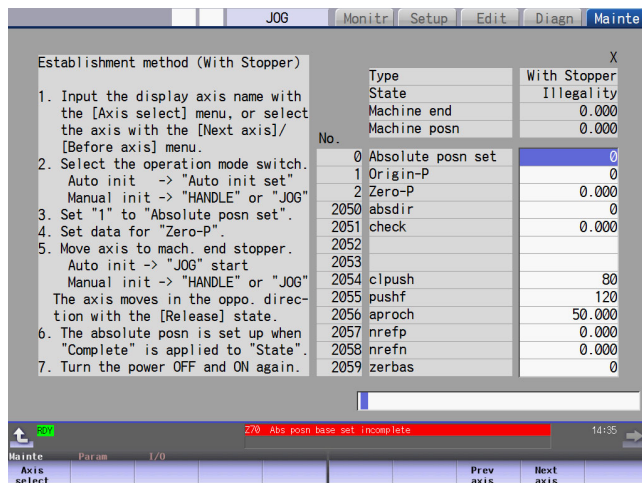 JOG Monitr Setup Edit Diagn Mainte
Establishment method (With Stopper)
1. Input the display axis name with
the [Axis select] menu, or select
the axis with the [Next axis]/
[Before axis] menu.
2. Select the operation mode switch.
Auto init -> "Auto init set"
Manual init -> "HANDLE" or "JOG"
3. Set "1" to "Absolute posn set".
4. Set data for "Zero-P".
5. Move axis to mach. end stopper.
Auto init -> "JOG" start
Manual init -> "HANDLE" or "JOG"
The axis moves in the oppo. direc-
tion with the [Release] state.
6. The absolute posn is set up when
"Complete" is applied to "State".
7. Turn the power OFF and ON again.
X
Type With Stopper
State Illegality
Machine end 0.000
Machine posn 0.000
No.
0 Absolute posn set 0
1 Origin-P 0
2 Zero-P 0.000
2050 absdir 0
2051 check 0.000
2052
2053
2054 clpush 80
2055 pushf 120
2056 aproch 50.000
2057 nrefp 0.000
2058 nrefn 0.000
2059 zerbas 0
RDY Z70 Abs posn base set incomplete 14:35
Mainte Param I/O
Axis select Prev axis Next axis